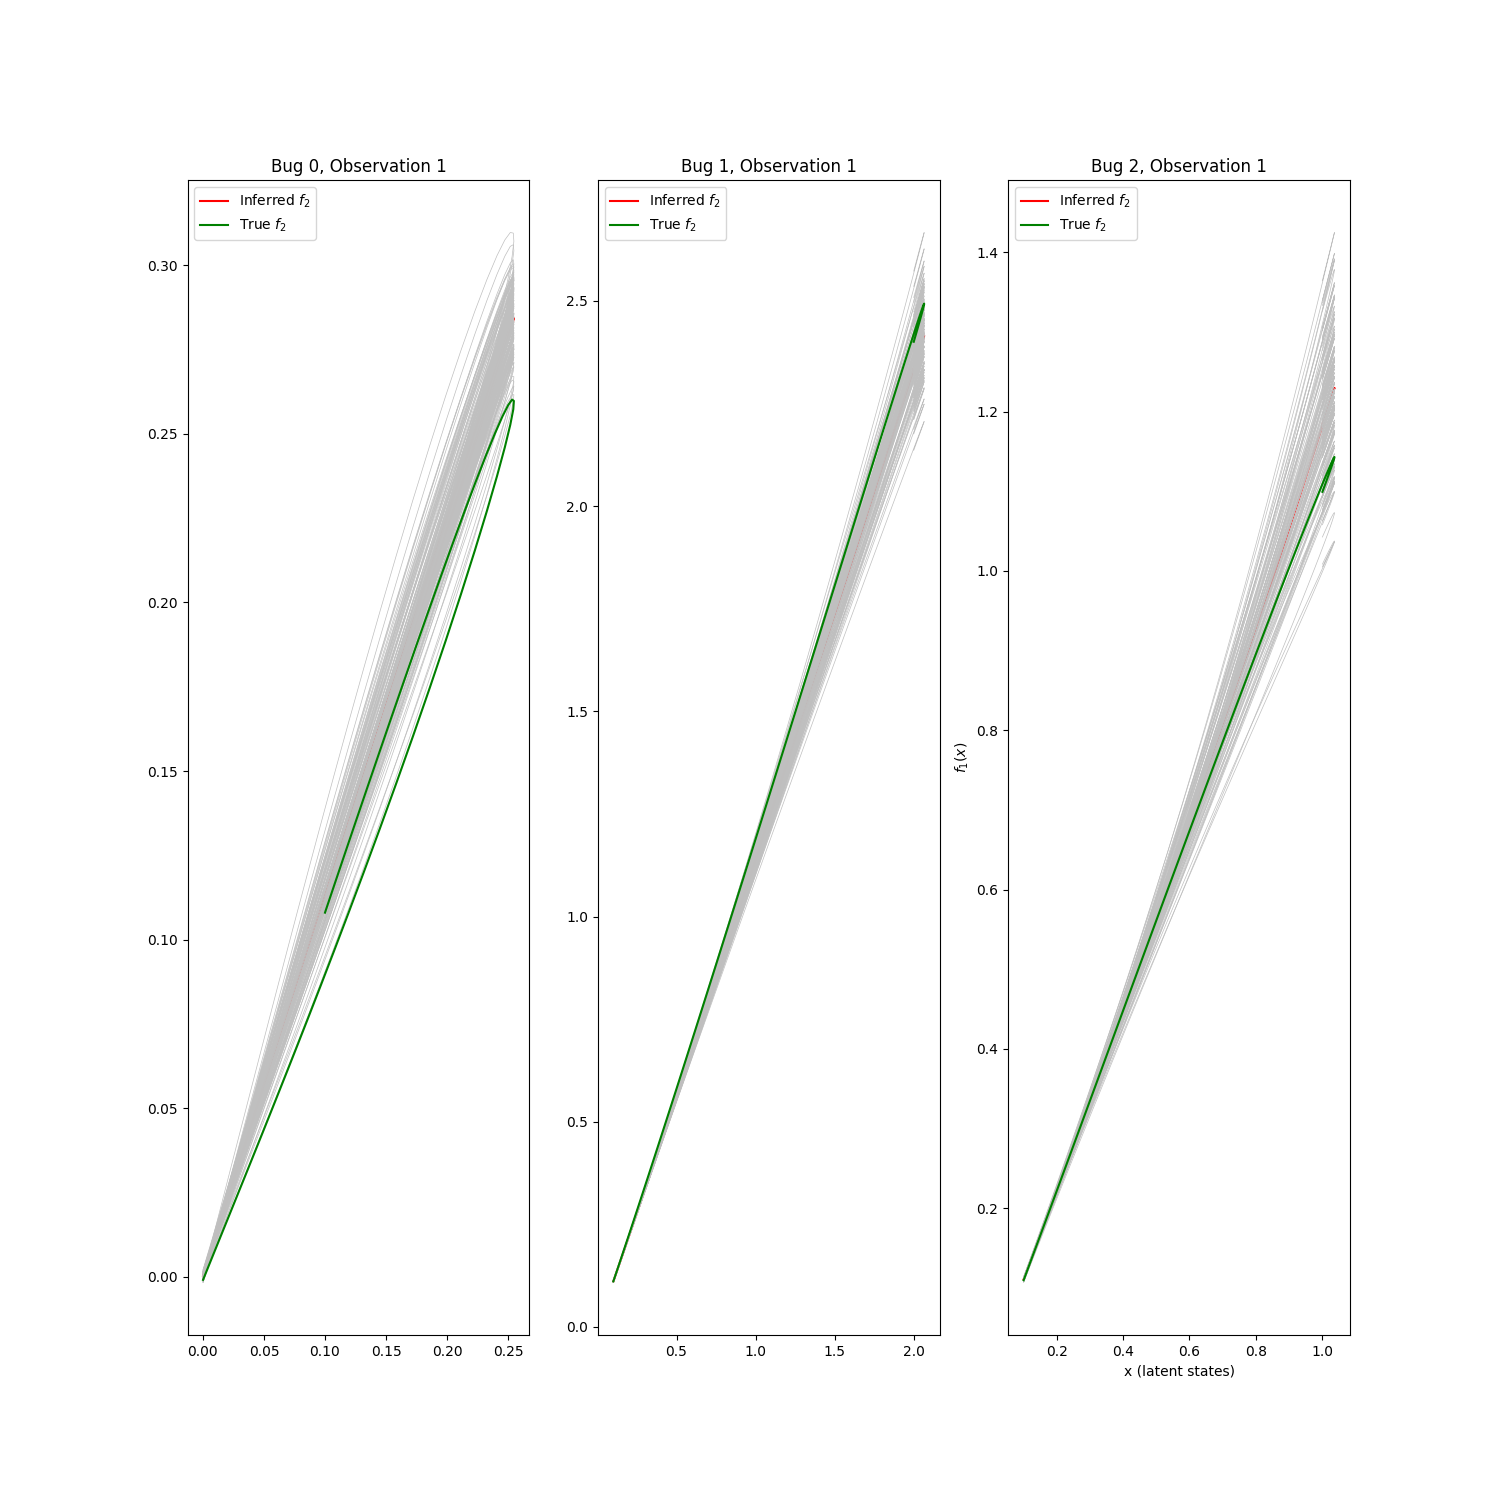 Bug 0, Observation 1
Inferred f₂
True f₂
0.30
0.25
0.20
0.15
0.10
0.05
0.00
0.00 0.05 0.10 0.15 0.20 0.25
Bug 1, Observation 1
Inferred f₂
True f₂
2.5
2.0
1.5
1.0
0.5
0.0
0.5 1.0 1.5 2.0
Bug 2, Observation 1
Inferred f₂
True f₂
f₁(x)
1.4
1.2
1.0
0.8
0.6
0.4
0.2
0.2 0.4 0.6 0.8 1.0
x (latent states)